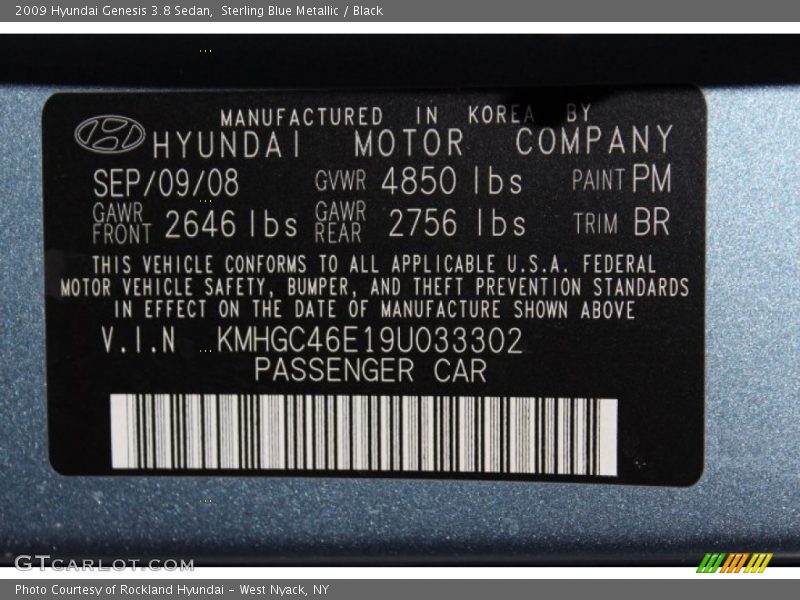 2009 Hyundai Genesis 3.8 Sedan,  Sterling Blue Metallic / Black
MANUFACTURED IN KOREA BY
HYUNDAI MOTOR COMPANY
SEP/09/08 GVWR 4850 lbs PAINT PM
GAWR FRONT 2646 lbs GAWR REAR 2756 lbs TRIM BR
THIS VEHICLE CONFORMS TO ALL APPLICABLE U.S.A. FEDERAL
MOTOR VEHICLE SAFETY, BUMPER, AND THEFT PREVENTION STANDARDS
IN EFFECT ON THE DATE OF MANUFACTURE SHOWN ABOVE
V.I.N KMHGC46E19U033302
PASSENGER CAR
GTCARLOT.COM
Photo Courtesy of Rockland Hyundai - West Nyack, NY